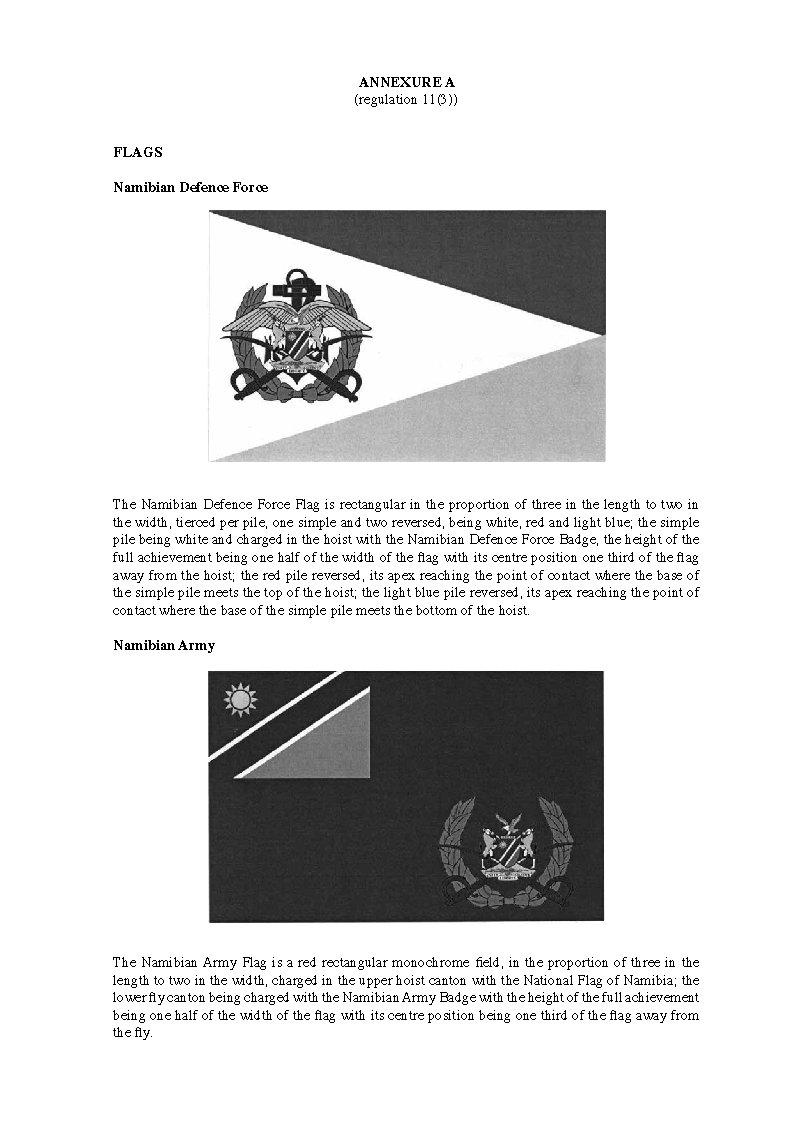 ANNEXURE A
(regulation 11(3))
FLAGS
Namibian Defence Force
The Namibian Defence Force Flag is rectangular in the proportion of three in the length to two in
the width, tierced per pile, one simple and two reversed, being white, red and light blue; the simple
pile being white and charged in the hoist with the Namibian Defence Force Badge, the height of the
full achievement being one half of the width of the flag with its centre position one third of the flag
away from the hoist; the red pile reversed, its apex reaching the point of contact where the base of
the simple pile meets the top of the hoist; the light blue pile reversed, its apex reaching the point of
contact where the base of the simple pile meets the bottom of the hoist.
Namibian Army
The Namibian Army Flag is a red rectangular monochrome field, in the proportion of three in the
length to two in the width, charged in the upper hoist canton with the National Flag of Namibia; the
lower fly canton being charged with the Namibian Army Badge with the height of the full achievement
being one half of the width of the flag with its centre position being one third of the flag away from
the fly.